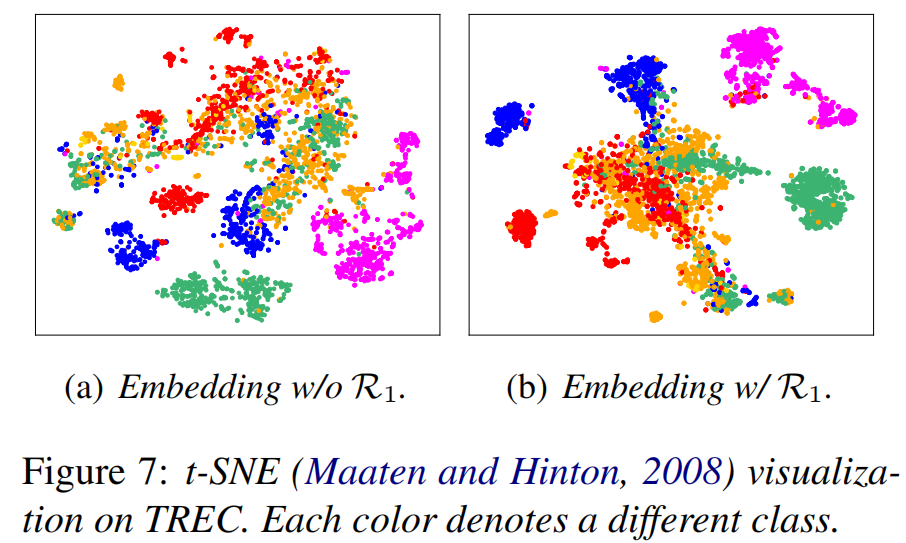 (a) Embedding w/o R₁.
(b) Embedding w/ R₁.
Figure 7: t-SNE (Maaten and Hinton, 2008) visualiza-
tion on TREC. Each color denotes a different class.